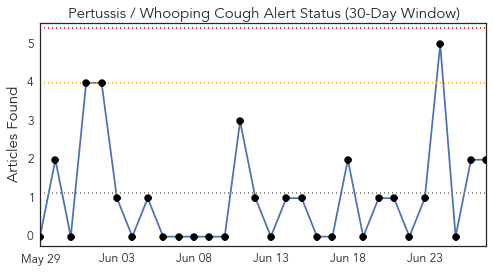 Pertussis / Whooping Cough Alert Status (30-Day Window)
Articles Found
5
4
3
2
1
0
May 29
Jun 03
Jun 08
Jun 13
Jun 18
Jun 23